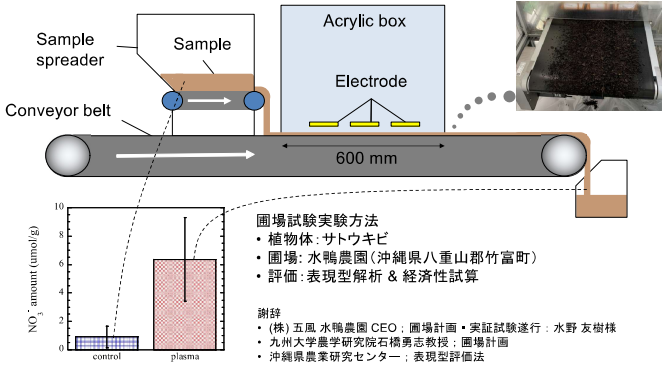 Sample
spreader
Sample
Acrylic box
Electrode
Conveyor belt
600 mm
NO₃⁻ amount (umol/g)
10
8
6
4
2
0
control
plasma
圃場試験実験方法
• 植物体：サトウキビ
• 圃場：水鴨農園（沖縄県八重山郡竹富町）
• 評価：表現型解析 & 経済性試算
謝辞
• (株) 五風 水鴨農園 CEO；圃場計画・実証試験遂行：水野 友樹様
• 九州大学農学研究院石橋勇志教授；圃場計画
• 沖縄県農業研究センター；表現型評価法